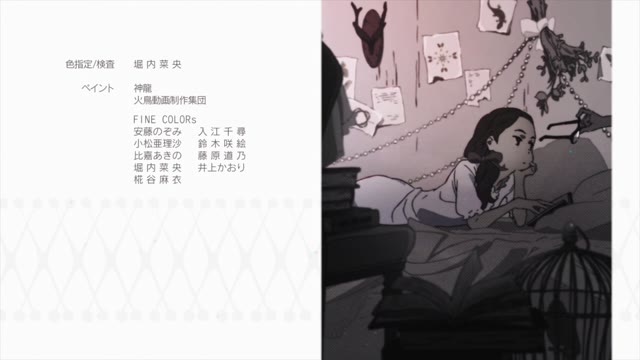 色指定/検査 堀内菜央
ペイント 神龍
火鳥動画制作集団
FINE COLORs
安藤のぞみ 入江千尋
小松亜理沙 鈴木咲絵
比嘉あきの 藤原道乃
堀内菜央 井上かおり
椛谷麻衣